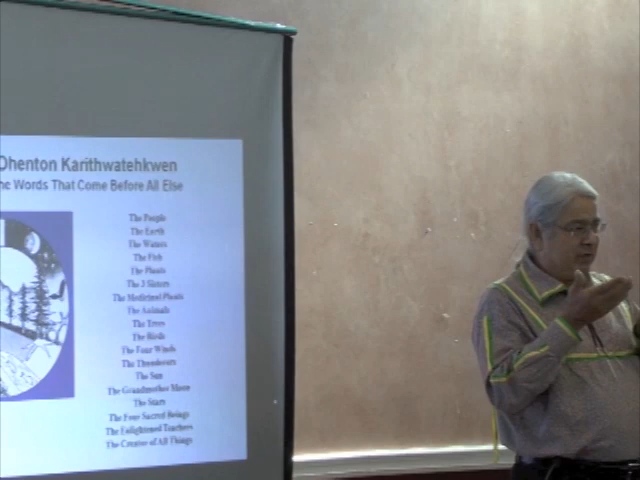 Ohenton Karithwatehkwen
he Words That Come Before All Else
The People
The Earth
The Waters
The Fish
The Plants
The 3 Sisters
The Medicinal Plants
The Animals
The Trees
The Birds
The Four Winds
The Thunderers
The Sun
The Grandmother Moon
The Stars
The Four Sacred Beings
The Enlightened Teachers
The Creator of All Things